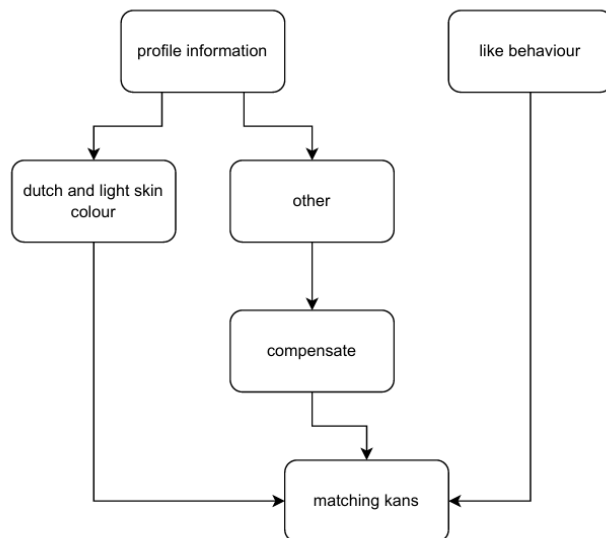 profile information
like behaviour
dutch and light skin
colour
other
compensate
matching kans